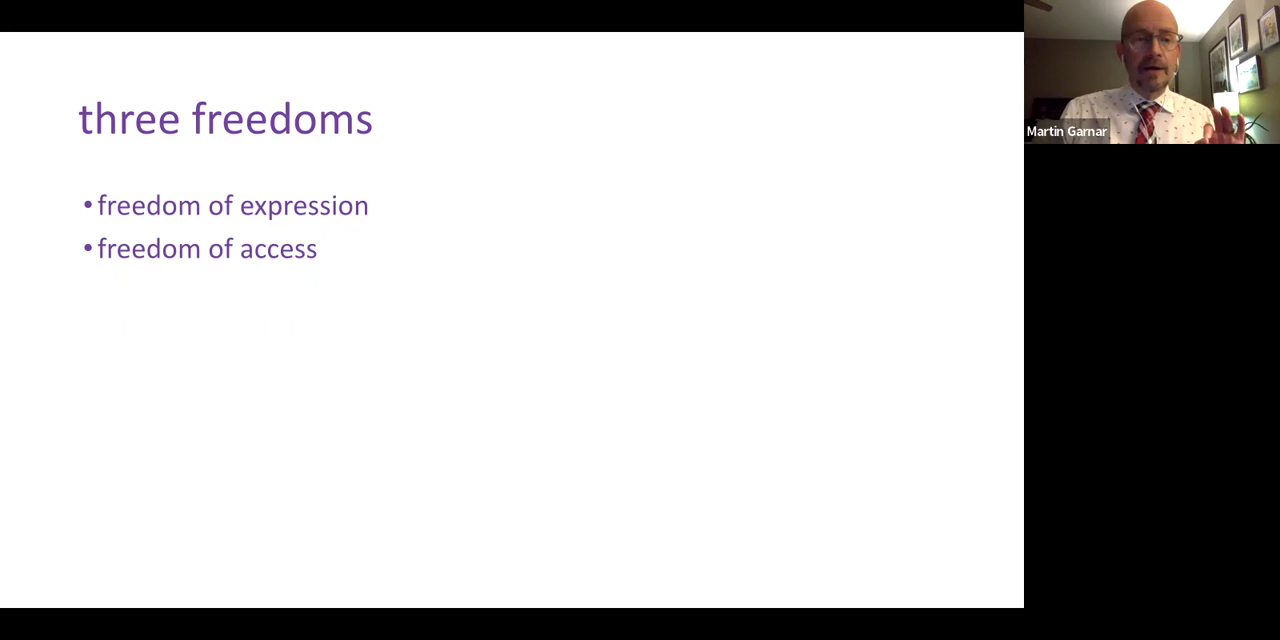 three freedoms
• freedom of expression
• freedom of access
Martin Garnar